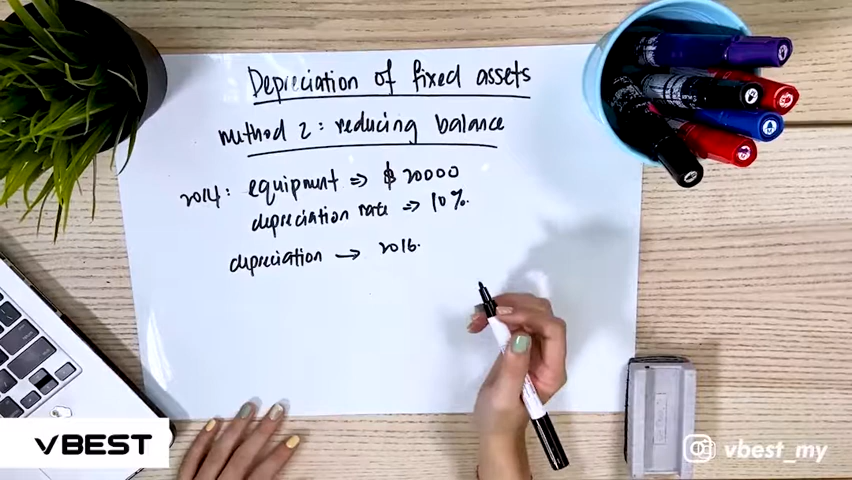 Depreciation of fixed assets
method 2: reducing balance
2014: equipment => $ 20000
depreciation rate => 10%.
depreciation → 2016.
VBEST
vbest_my